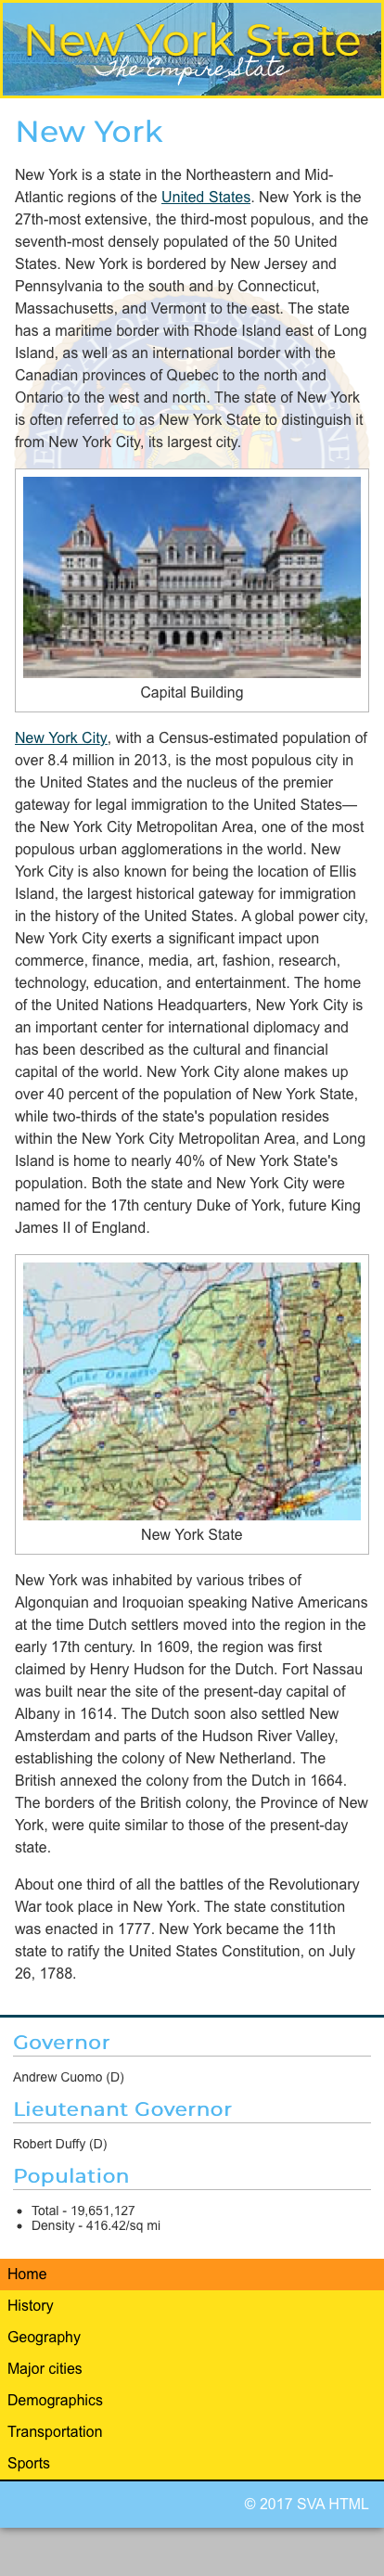 New York State
The Empire State
New York
New York is a state in the Northeastern and Mid-
Atlantic regions of the United States. New York is the
27th-most extensive, the third-most populous, and the
seventh-most densely populated of the 50 United
States. New York is bordered by New Jersey and
Pennsylvania to the south and by Connecticut,
Massachusetts, and Vermont to the east. The state
has a maritime border with Rhode Island east of Long
Island, as well as an international border with the
Canadian provinces of Quebec to the north and
Ontario to the west and north. The state of New York
is often referred to as New York State to distinguish it
from New York City, its largest city.
Capital Building
New York City, with a Census-estimated population of
over 8.4 million in 2013, is the most populous city in
the United States and the nucleus of the premier
gateway for legal immigration to the United States—
the New York City Metropolitan Area, one of the most
populous urban agglomerations in the world. New
York City is also known for being the location of Ellis
Island, the largest historical gateway for immigration
in the history of the United States. A global power city,
New York City exerts a significant impact upon
commerce, finance, media, art, fashion, research,
technology, education, and entertainment. The home
of the United Nations Headquarters, New York City is
an important center for international diplomacy and
has been described as the cultural and financial
capital of the world. New York City alone makes up
over 40 percent of the population of New York State,
while two-thirds of the state's population resides
within the New York City Metropolitan Area, and Long
Island is home to nearly 40% of New York State's
population. Both the state and New York City were
named for the 17th century Duke of York, future King
James II of England.
Lake Ontario
PENNSYLVANIA
New York
New York State
New York was inhabited by various tribes of
Algonquian and Iroquoian speaking Native Americans
at the time Dutch settlers moved into the region in the
early 17th century. In 1609, the region was first
claimed by Henry Hudson for the Dutch. Fort Nassau
was built near the site of the present-day capital of
Albany in 1614. The Dutch soon also settled New
Amsterdam and parts of the Hudson River Valley,
establishing the colony of New Netherland. The
British annexed the colony from the Dutch in 1664.
The borders of the British colony, the Province of New
York, were quite similar to those of the present-day
state.
About one third of all the battles of the Revolutionary
War took place in New York. The state constitution
was enacted in 1777. New York became the 11th
state to ratify the United States Constitution, on July
26, 1788.
Governor
Andrew Cuomo (D)
Lieutenant Governor
Robert Duffy (D)
Population
• Total - 19,651,127
• Density - 416.42/sq mi
Home
History
Geography
Major cities
Demographics
Transportation
Sports
© 2017 SVA HTML